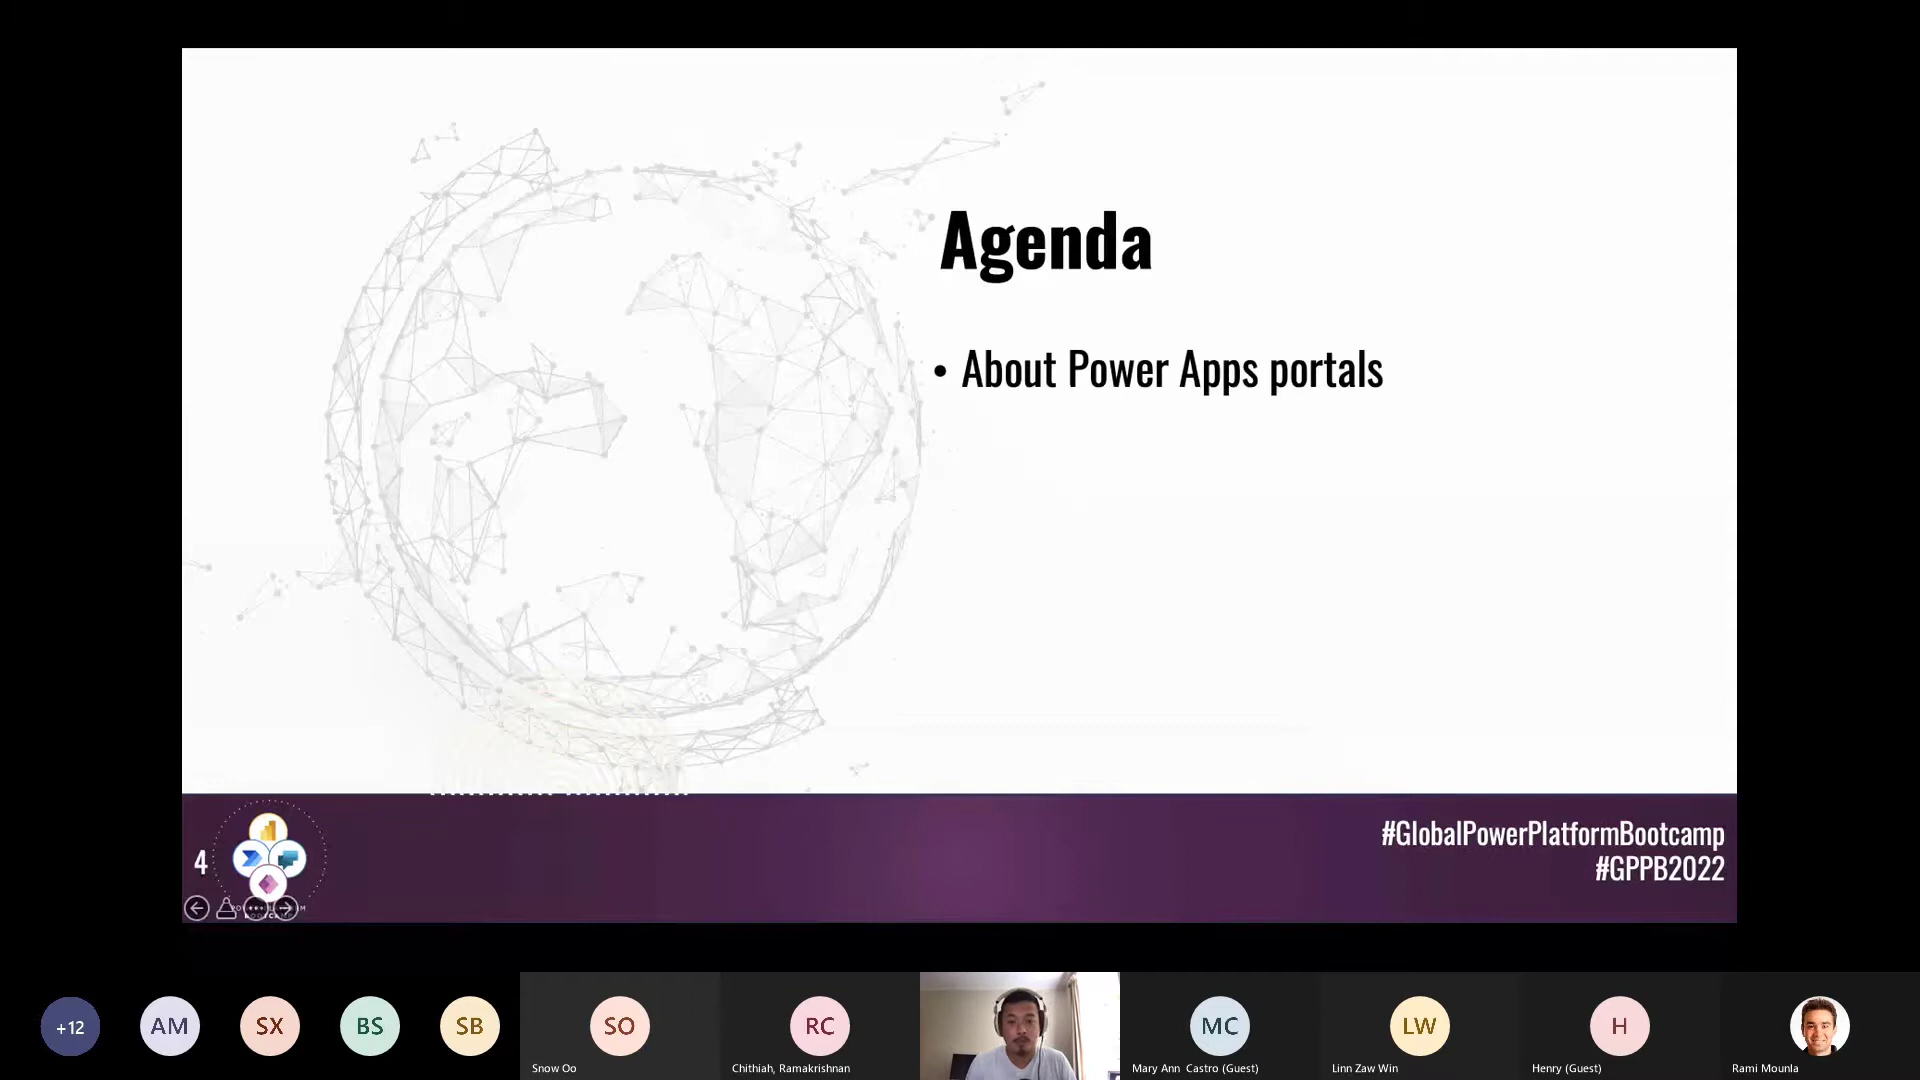 Agenda
• About Power Apps portals
4
#GlobalPowerPlatformBootcamp
#GPPB2022
+12
AM
SX
BS
SB
SO
RC
MC
LW
H
Snow Oo
Chithiah, Ramakrishnan
Mary Ann Castro (Guest)
Linn Zaw Win
Henry (Guest)
Rami Mounla